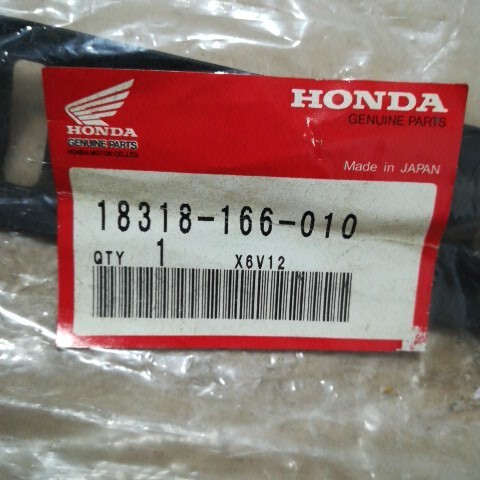 HONDA
GENUINE PARTS
HONDA MOTOR CO., LTD.
HONDA
GENUINE PARTS
Made in JAPAN
18318-166-010
QTY 1 X6V12